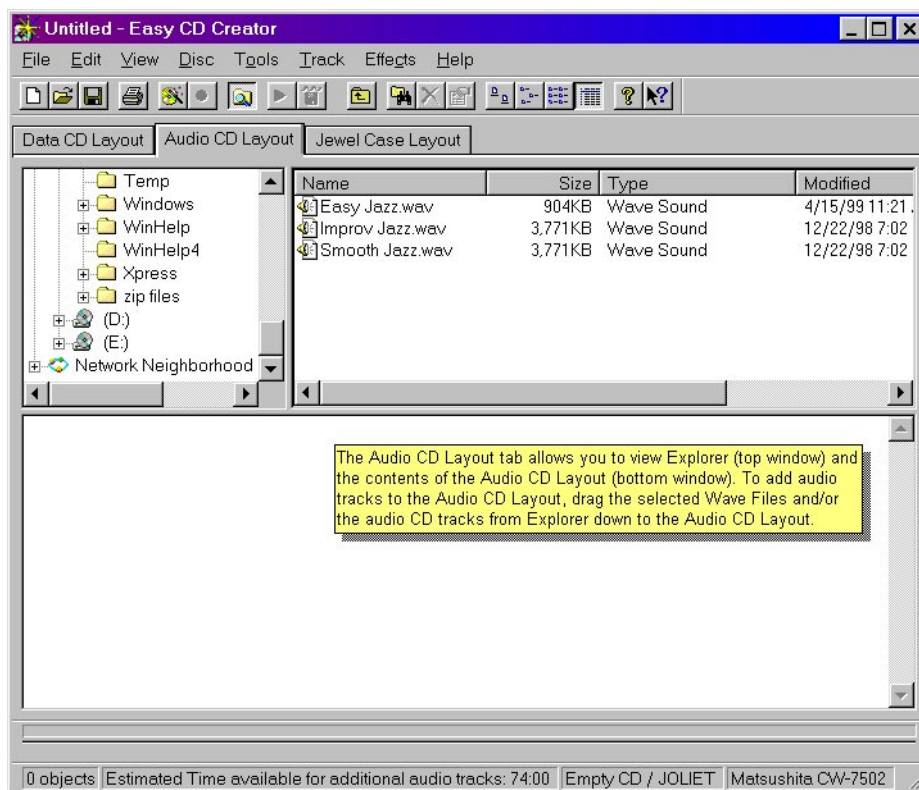 Untitled - Easy CD Creator
File Edit View Disc Tools Track Effects Help
Data CD Layout Audio CD Layout Jewel Case Layout
Temp
Windows
WinHelp
WinHelp4
Xpress
zip files
(D:)
(E:)
Network Neighborhood
Name Size Type Modified
Easy Jazz.wav 904KB Wave Sound 4/15/99 11:21
Improv Jazz.wav 3,771KB Wave Sound 12/22/98 7:02
Smooth Jazz.wav 3,771KB Wave Sound 12/22/98 7:02
The Audio CD Layout tab allows you to view Explorer (top window) and
the contents of the Audio CD Layout (bottom window). To add audio
tracks to the Audio CD Layout, drag the selected Wave Files and/or
the audio CD tracks from Explorer down to the Audio CD Layout.
0 objects Estimated Time available for additional audio tracks: 74:00 Empty CD / JOLIET Matsushita CW-7502